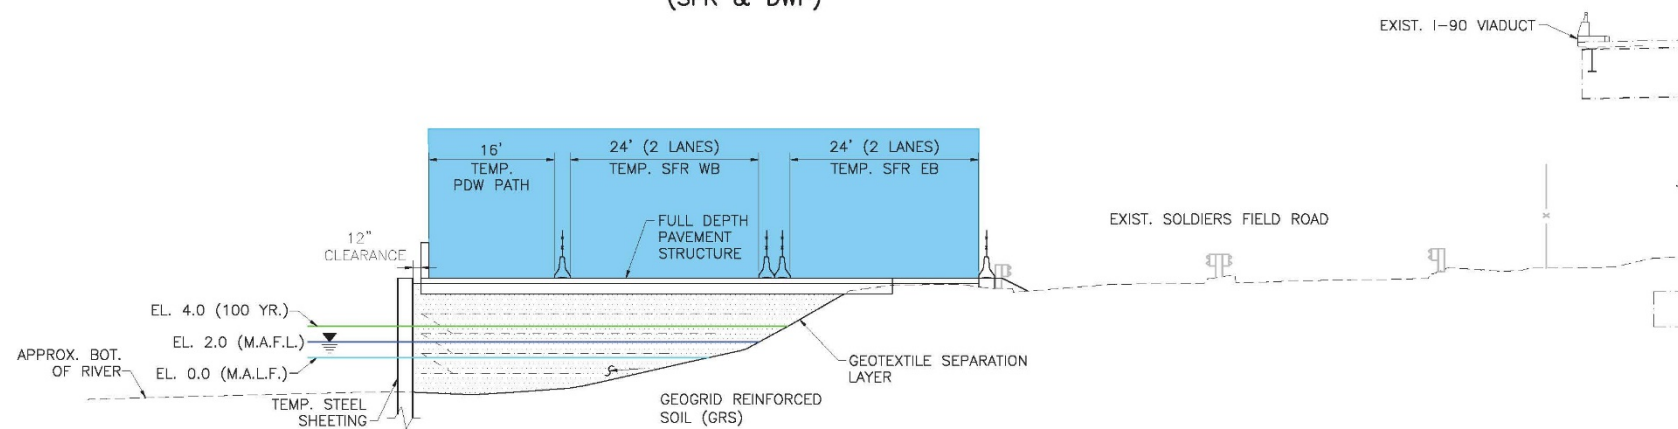 (SFR & DWP)
EXIST. I-90 VIADUCT
16'
TEMP.
PDW PATH
24' (2 LANES)
TEMP. SFR WB
24' (2 LANES)
TEMP. SFR EB
FULL DEPTH
PAVEMENT
STRUCTURE
12"
CLEARANCE
EXIST. SOLDIERS FIELD ROAD
EL. 4.0 (100 YR.)
EL. 2.0 (M.A.F.L.)
EL. 0.0 (M.A.L.F.)
APPROX. BOT.
OF RIVER
TEMP. STEEL
SHEETING
GEOTEXTILE SEPARATION
LAYER
GEOGRID REINFORCED
SOIL (GRS)